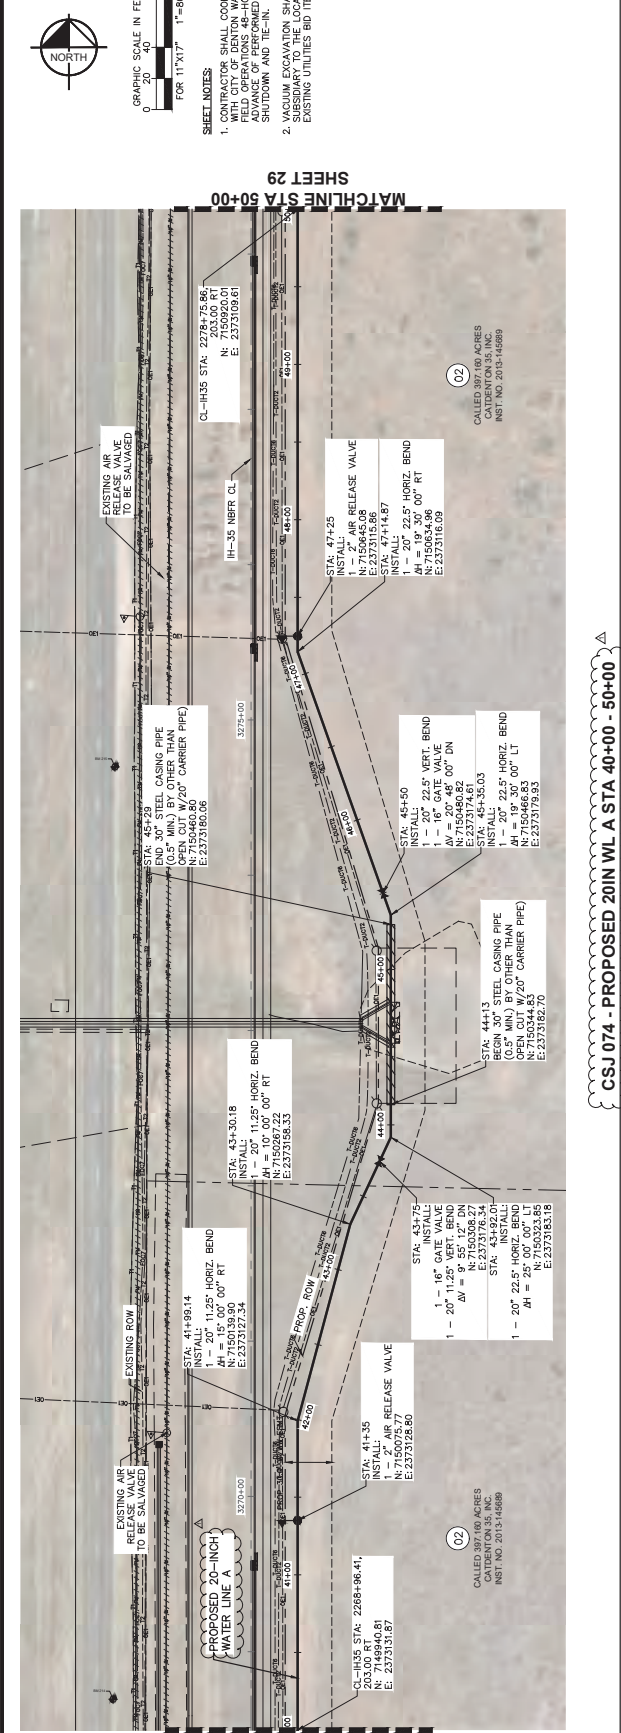 NORTH
GRAPHIC SCALE IN FE
0 20 40
FOR 11"X17" 1"=8
SHEET NOTES:
1. CONTRACTOR SHALL COOR
WITH CITY OF DENTON WA
FIELD OPERATIONS 48-HO
ADVANCE OF PERFORMED
SHUTDOWN AND TIE-IN.
2. VACUUM EXCAVATION SHA
SUBSIDIARY TO THE LOCA
EXISTING UTILITIES BID ITE
MATCHLINE STA 50+00
SHEET 29
EXISTING AIR
RELEASE VALVE
TO BE SALVAGED
EXISTING ROW
EXISTING AIR
RELEASE VALVE
TO BE SALVAGED
PROPOSED 20-INCH
WATER LINE A
3270+00
3275+00
IH-35 NBFR CL
CL-IH35 STA: 2278+75.86,
203.00 RT
N: 7150920.01
E: 2373109.61
STA: 41+99.14
INSTALL:
1 - 20" 11.25° HORIZ. BEND
ΔH = 15° 00' 00" RT
N: 7150139.90
E: 2373127.34
STA: 43+30.18
INSTALL:
1 - 20" 11.25° HORIZ. BEND
ΔH = 10° 00' 00" RT
N: 7150267.22
E: 2373158.33
STA: 45+29
END 30" STEEL CASING PIPE
(0.5" MIN.) BY OTHER THAN
OPEN CUT W/20" CARRIER PIPE)
N: 7150460.80
E: 2373180.06
PROP. ROW
41+00
42+00
43+00
44+00
45+00
46+00
47+00
48+00
49+00
CL-IH35 STA: 2268+96.41,
203.00 RT
N: 7149940.81
E: 2373131.87
STA: 41+35
INSTALL:
1 - 2" AIR RELEASE VALVE
N: 7150075.77
E: 2373128.80
STA: 43+75
INSTALL:
1 - 16" GATE VALVE
1 - 20" 11.25° VERT. BEND
ΔV = 9° 55' 12" DN
N: 7150308.27
E: 2373176.34
STA: 43+92.01
INSTALL:
1 - 20" 22.5° HORIZ. BEND
ΔH = 25° 00' 00" LT
N: 7150323.85
E: 2373183.18
STA: 44+13
BEGIN 30" STEEL CASING PIPE
(0.5" MIN.) BY OTHER THAN
OPEN CUT W/20" CARRIER PIPE)
N: 7150344.83
E: 2373182.70
STA: 45+50
INSTALL:
1 - 20" 22.5° VERT. BEND
1 - 16" GATE VALVE
ΔV = 20° 48' 00" DN
N: 7150480.82
E: 2373174.61
STA: 45+35.03
INSTALL:
1 - 20" 22.5° HORIZ. BEND
ΔH = 19° 30' 00" LT
N: 7150466.83
E: 2373179.93
STA: 47+25
INSTALL:
1 - 2" AIR RELEASE VALVE
N: 7150645.08
E: 2373115.86
STA: 47+14.87
INSTALL:
1 - 20" 22.5° HORIZ. BEND
ΔH = 19° 30' 00" RT
N: 7150634.96
E: 2373116.09
02
CALLED 397.160 ACRES
CATDENTON 35, INC.
INST. NO. 2013-145689
02
CALLED 397.160 ACRES
CATDENTON 35, INC.
INST. NO. 2013-145689
CSJ 074 - PROPOSED 20IN WL A STA 40+00 - 50+00